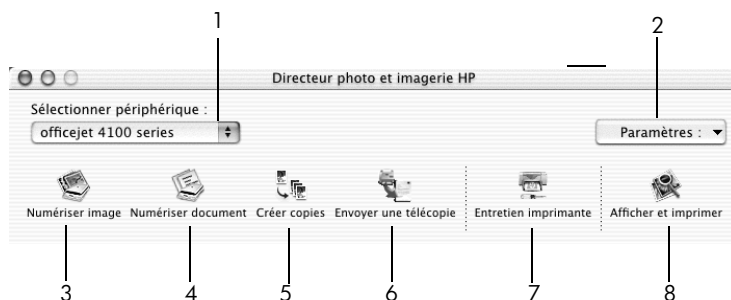 1
2
Directeur photo et imagerie HP
Sélectionner périphérique :
officejet 4100 series
Paramètres :
Numériser image
Numériser document
Créer copies
Envoyer une télécopie
Entretien imprimante
Afficher et imprimer
3
4
5
6
7
8